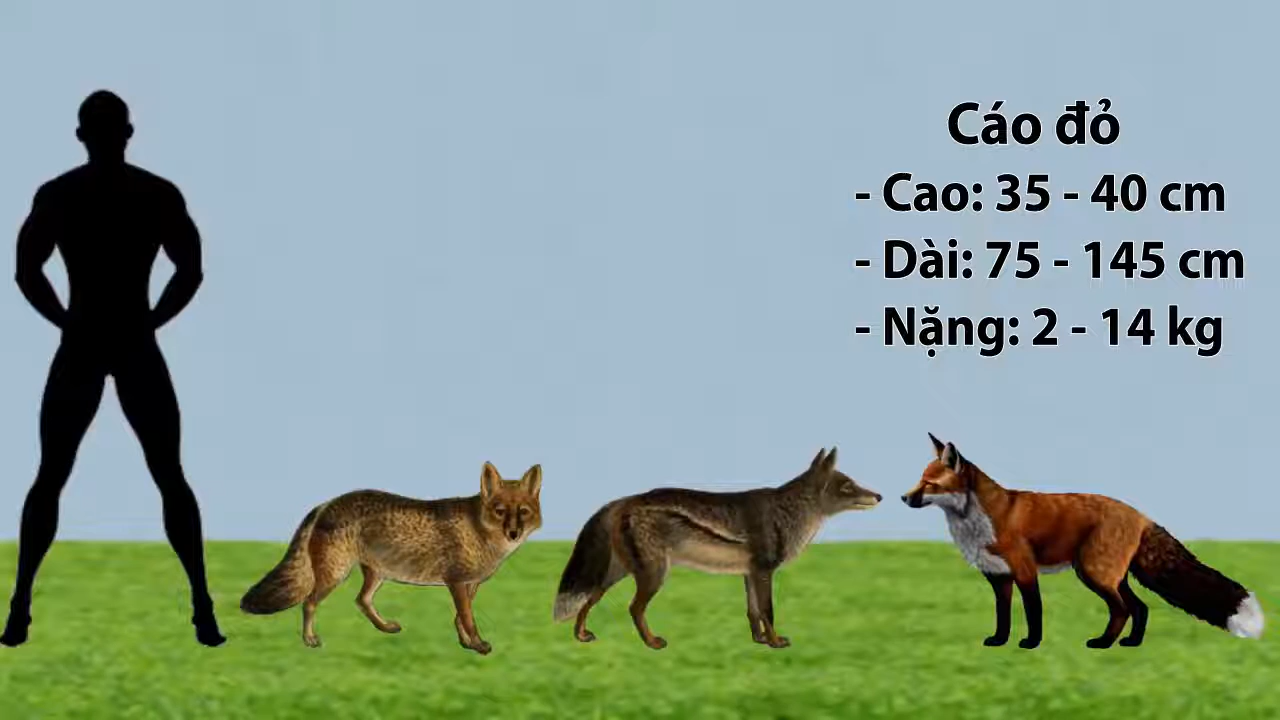 Cáo đỏ
- Cao: 35 - 40 cm
- Dài: 75 - 145 cm
- Nặng: 2 - 14 kg